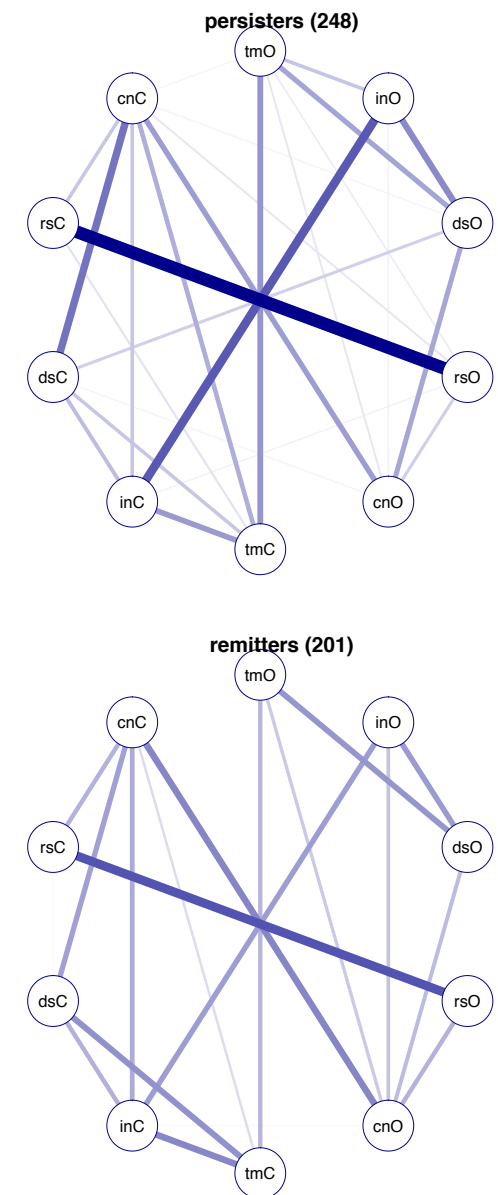 persisters (248)
tmO
cnC
inO
rsC
dsO
dsC
rsO
inC
cnO
tmC
remitters (201)
tmO
cnC
inO
rsC
dsO
dsC
rsO
inC
cnO
tmC